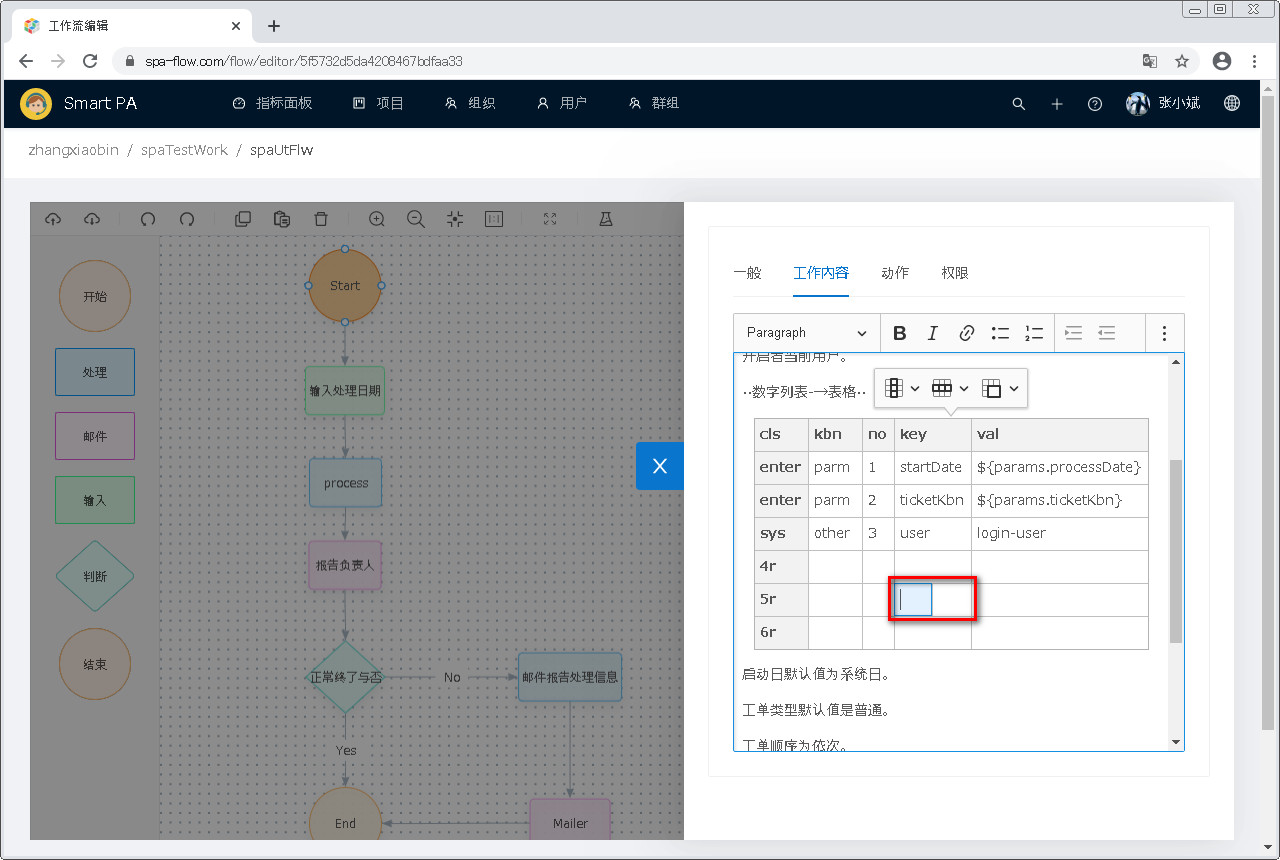 工作流编辑
spa-flow.com/flow/editor/5f5732d5da4208467bdfaa33
Smart PA 指标面板 项目 组织 用户 群组 张小斌
zhangxiaobin / spaTestWork / spaUtFlw
开始
处理
邮件
输入
判断
结束
Start
输入处理日期
process
报告负责人
正常终了与否
No
邮件报告处理信息
Yes
End
Mailer
X
一般 工作内容 动作 权限
Paragraph
开启者当前用户。
··数字列表-→表格··
cls kbn no key val
enter parm 1 startDate ${params.processDate}
enter parm 2 ticketKbn ${params.ticketKbn}
sys other 3 user login-user
4r
5r
6r
启动日默认值为系统日。
工单类型默认值是普通。
工单顺序为依次。